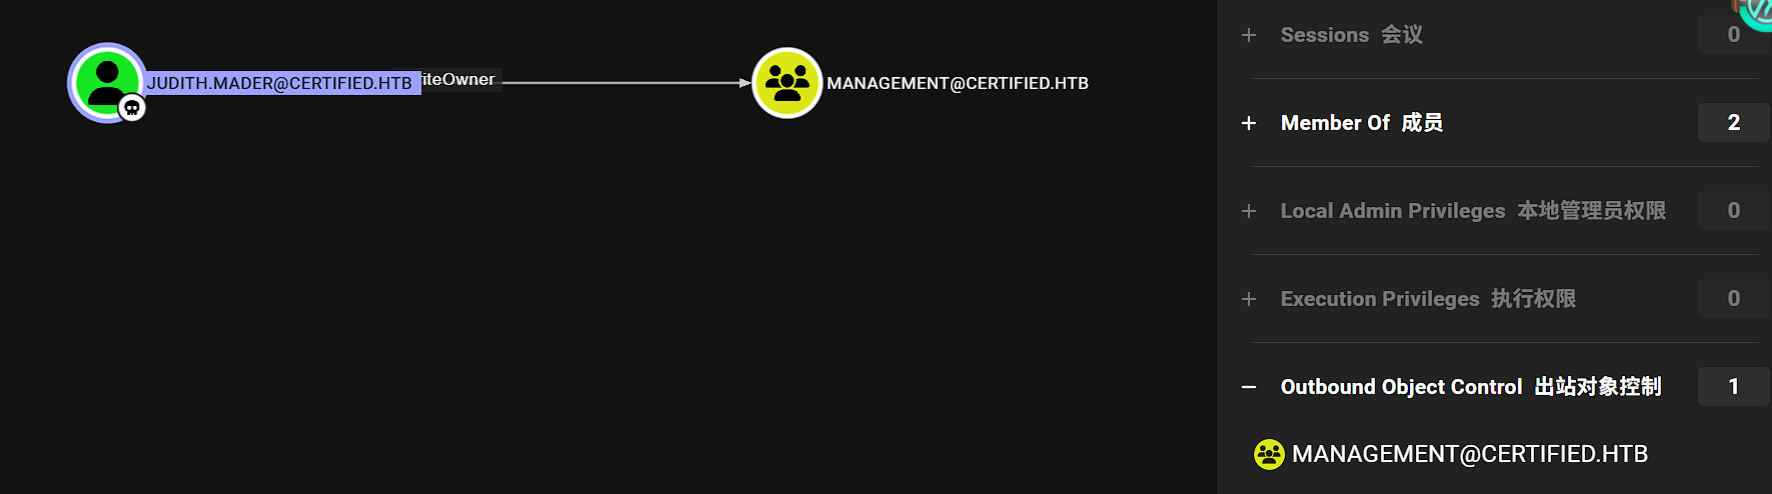 JUDITH.MADER@CERTIFIED.HTB iteOwner MANAGEMENT@CERTIFIED.HTB
Sessions 会议 0
Member Of 成员 2
Local Admin Privileges 本地管理员权限 0
Execution Privileges 执行权限 0
Outbound Object Control 出站对象控制 1
MANAGEMENT@CERTIFIED.HTB